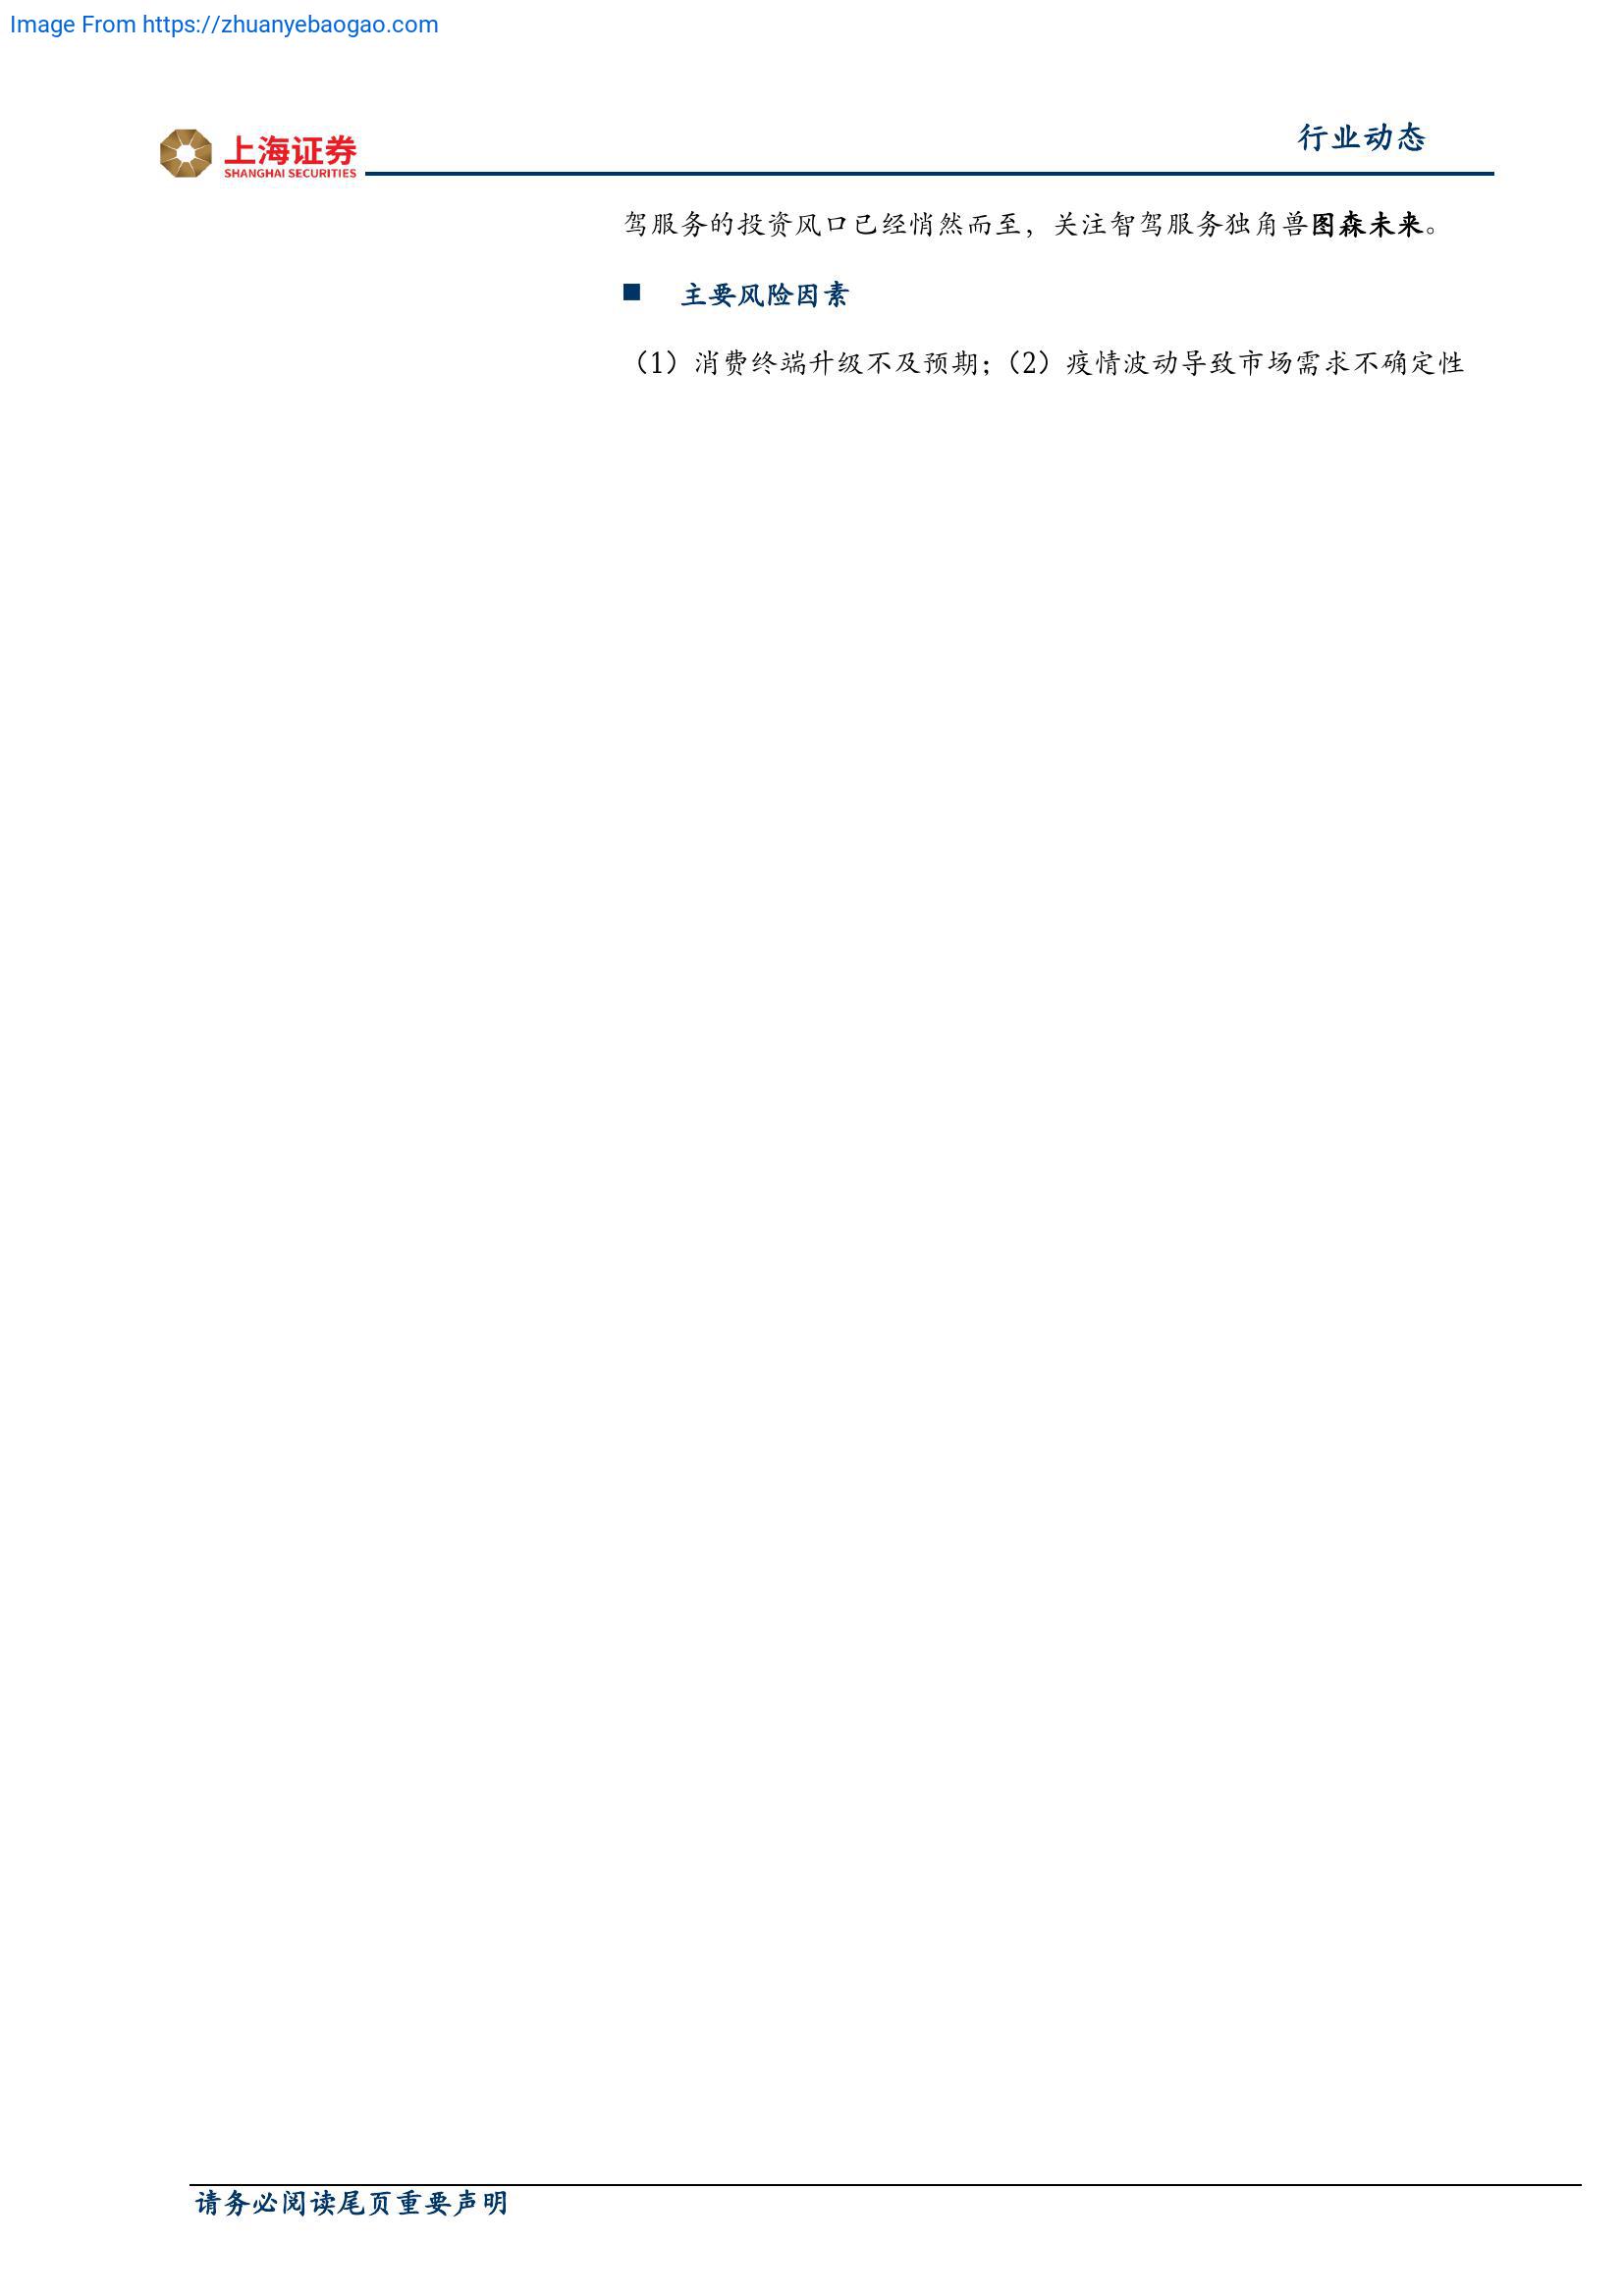 Image From https://zhuanyebaogao.com
行业动态
上海证券
SHANGHAI SECURITIES
驾服务的投资风口已经悄然而至，关注智驾服务独角兽图森未来。
■ 主要风险因素
（1）消费终端升级不及预期；（2）疫情波动导致市场需求不确定性
请务必阅读尾页重要声明